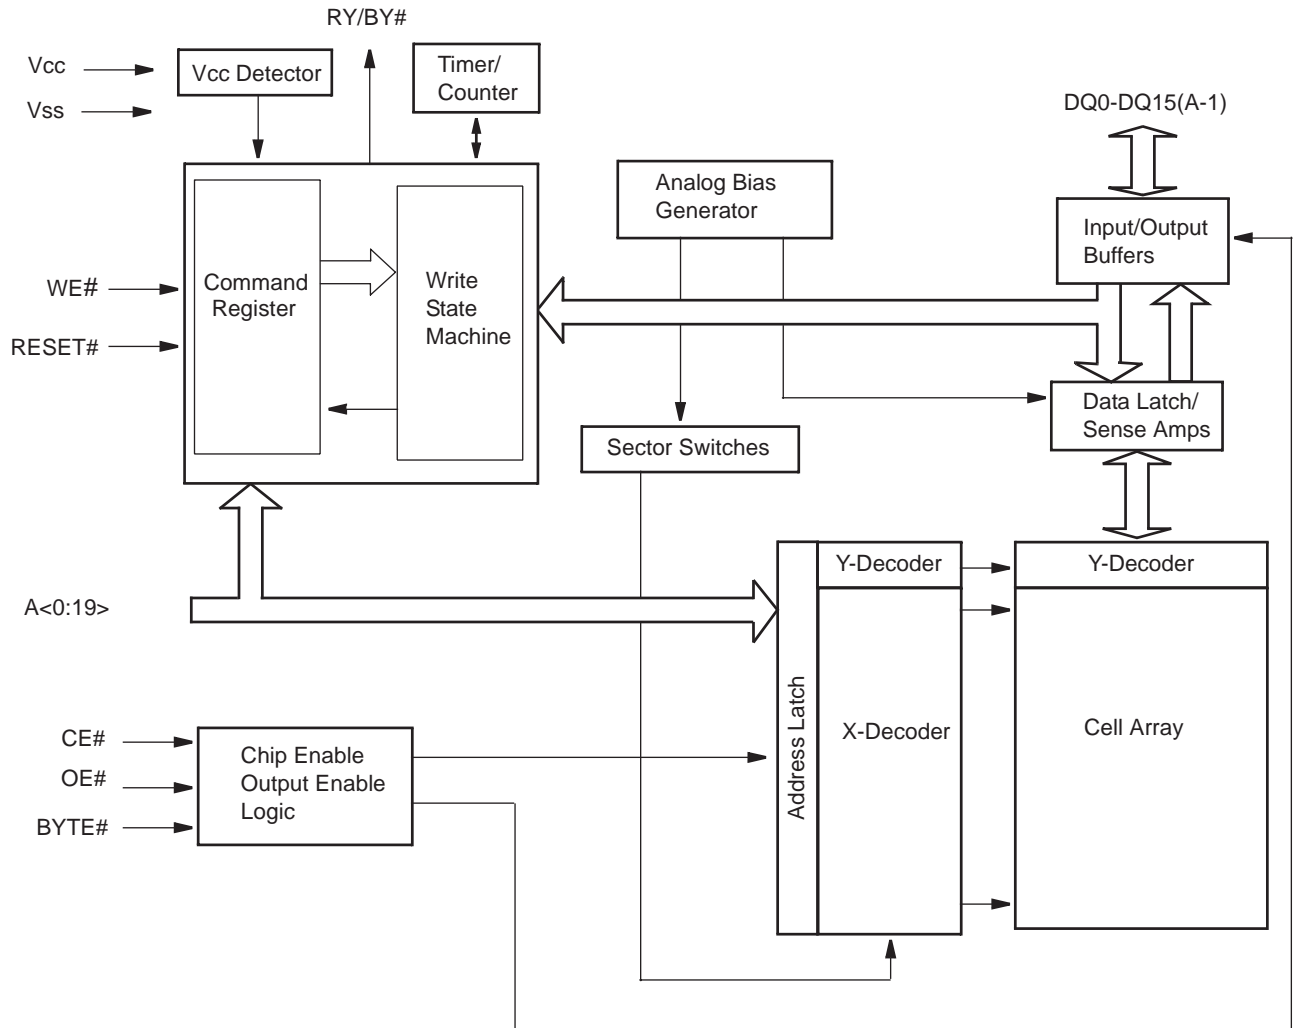 RY/BY#
Vcc
Vss
Vcc Detector
Timer/
Counter
DQ0-DQ15(A-1)
Analog Bias
Generator
Input/Output
Buffers
WE#
RESET#
Command
Register
Write
State
Machine
Data Latch/
Sense Amps
Sector Switches
Y-Decoder
Y-Decoder
A<0:19>
Address Latch
X-Decoder
Cell Array
CE#
OE#
BYTE#
Chip Enable
Output Enable
Logic